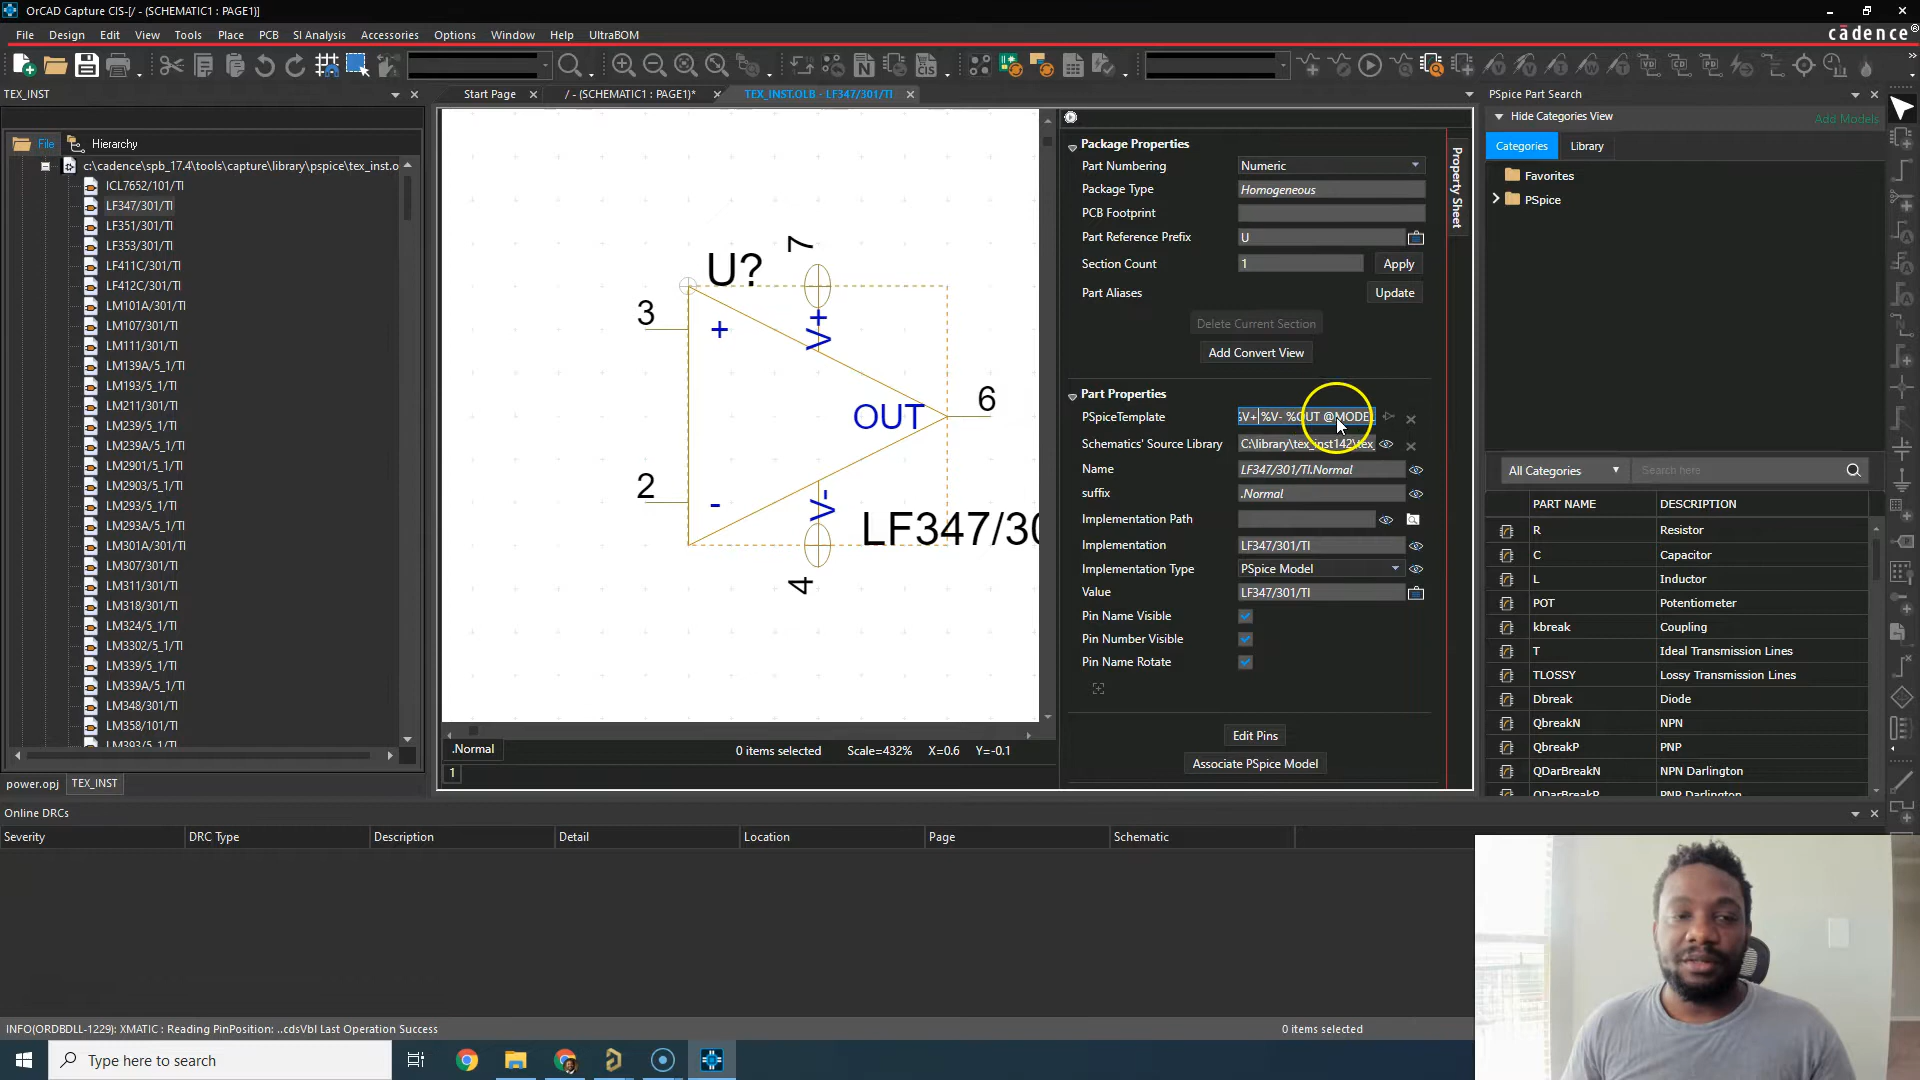 OrCAD Capture CIS-[/ - (SCHEMATIC1 : PAGE1)]
File Design Edit View Tools Place PCB SI Analysis Accessories Options Window Help UltraBOM
cādence®
TEX_INST
Start Page / - (SCHEMATIC1 : PAGE1)* TEX_INST.OLB - LF347/301/TI
PSpice Part Search
File Hierarchy
c:\cadence\spb_17.4\tools\capture\library\pspice\tex_inst.o
ICL7652/101/TI
LF347/301/TI
LF351/301/TI
LF353/301/TI
LF411C/301/TI
LF412C/301/TI
LM101A/301/TI
LM107/301/TI
LM111/301/TI
LM139A/5_1/TI
LM193/5_1/TI
LM211/5_1/TI
LM239/5_1/TI
LM239A/5_1/TI
LM2901/5_1/TI
LM2903/5_1/TI
LM293/5_1/TI
LM293A/5_1/TI
LM301A/301/TI
LM307/301/TI
LM311/301/TI
LM318/301/TI
LM324/5_1/TI
LM3302/5_1/TI
LM339/5_1/TI
LM339A/5_1/TI
LM348/301/TI
LM358/101/TI
LM393/5_1/TI
power.opj TEX_INST
U?
7
3
+
V+
OUT
6
2
-
V-
4
LF347/30
.Normal 0 items selected Scale=432% X=0.6 Y=-0.1
1
Package Properties
Part Numbering Numeric
Package Type Homogeneous
PCB Footprint
Part Reference Prefix U
Section Count 1 Apply
Part Aliases Update
Delete Current Section
Add Convert View
Part Properties
PSpiceTemplate %V+ %V- %OUT @MODEL
Schematics' Source Library C:\library\tex_inst142\tex
Name LF347/301/TI.Normal
suffix .Normal
Implementation Path
Implementation LF347/301/TI
Implementation Type PSpice Model
Value LF347/301/TI
Pin Name Visible
Pin Number Visible
Pin Name Rotate
Edit Pins
Associate PSpice Model
Property Sheet
Hide Categories View Add Models
Categories Library
Favorites
PSpice
All Categories Search here
PART NAME DESCRIPTION
R Resistor
C Capacitor
L Inductor
POT Potentiometer
kbreak Coupling
T Ideal Transmission Lines
TLOSSY Lossy Transmission Lines
Dbreak Diode
QbreakN NPN
QbreakP PNP
QDarBreakN NPN Darlington
QDarBreakP PNP Darlington
Online DRCs
Severity DRC Type Description Detail Location Page Schematic
INFO(ORDBDLL-1229): XMATIC : Reading PinPosition: ..cdsVbl Last Operation Success 0 items selected
Type here to search